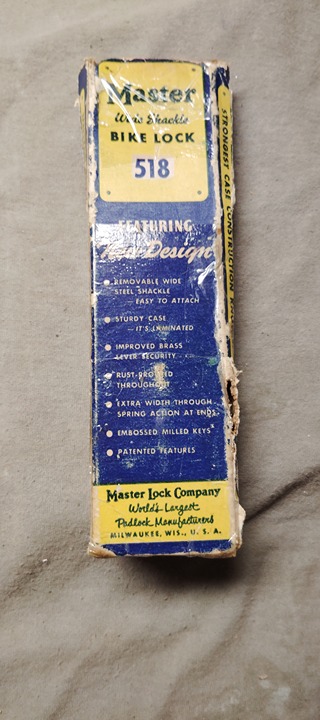 Master
Wide Shackle
BIKE LOCK
518
FEATURING
New Design
REMOVABLE WIDE
STEEL SHACKLE
— EASY TO ATTACH
STURDY CASE
— IT'S LAMINATED
IMPROVED BRASS
LEVER SECURITY
RUST-PROOFED
THROUGHOUT
EXTRA WIDTH THROUGH
SPRING ACTION AT ENDS
EMBOSSED MILLED KEYS
PATENTED FEATURES
Master Lock Company
World's Largest
Padlock Manufacturers
MILWAUKEE, WIS., U. S. A.
STRONGEST CASE CONSTRUCTION